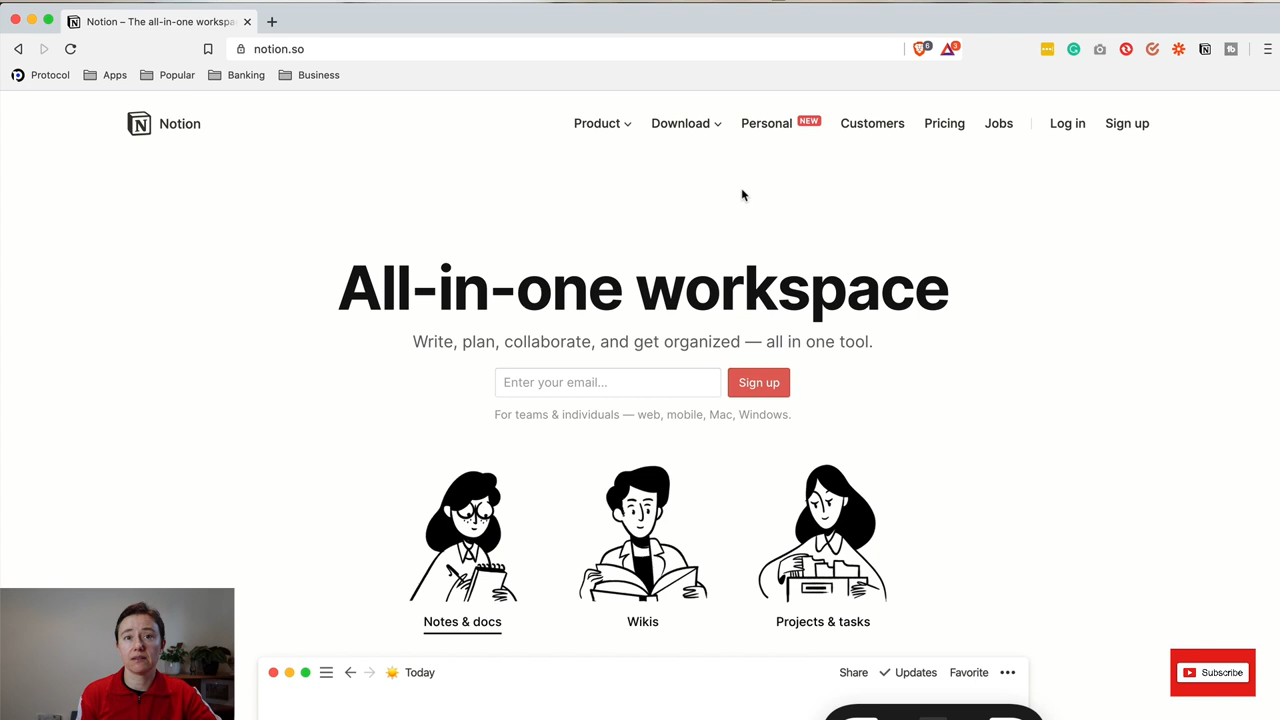 Notion – The all-in-one workspa
notion.so
6
3
Protocol Apps Popular Banking Business
Notion Product Download Personal NEW Customers Pricing Jobs Log in Sign up
All-in-one workspace
Write, plan, collaborate, and get organized — all in one tool.
Enter your email... Sign up
For teams & individuals — web, mobile, Mac, Windows.
Notes & docs Wikis Projects & tasks
Today Share Updates Favorite
Subscribe